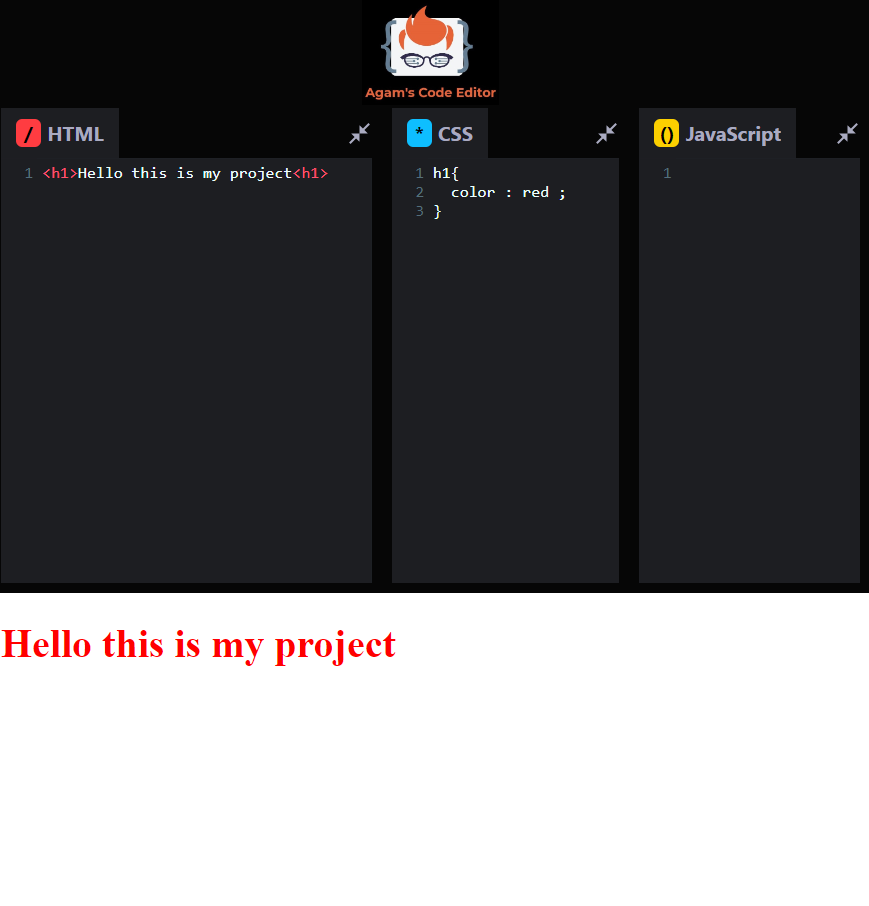 Agam's Code Editor
/ HTML
1 <h1>Hello this is my project<h1>
* CSS
1 h1{
2   color : red ;
3 }
() JavaScript
1
Hello this is my project